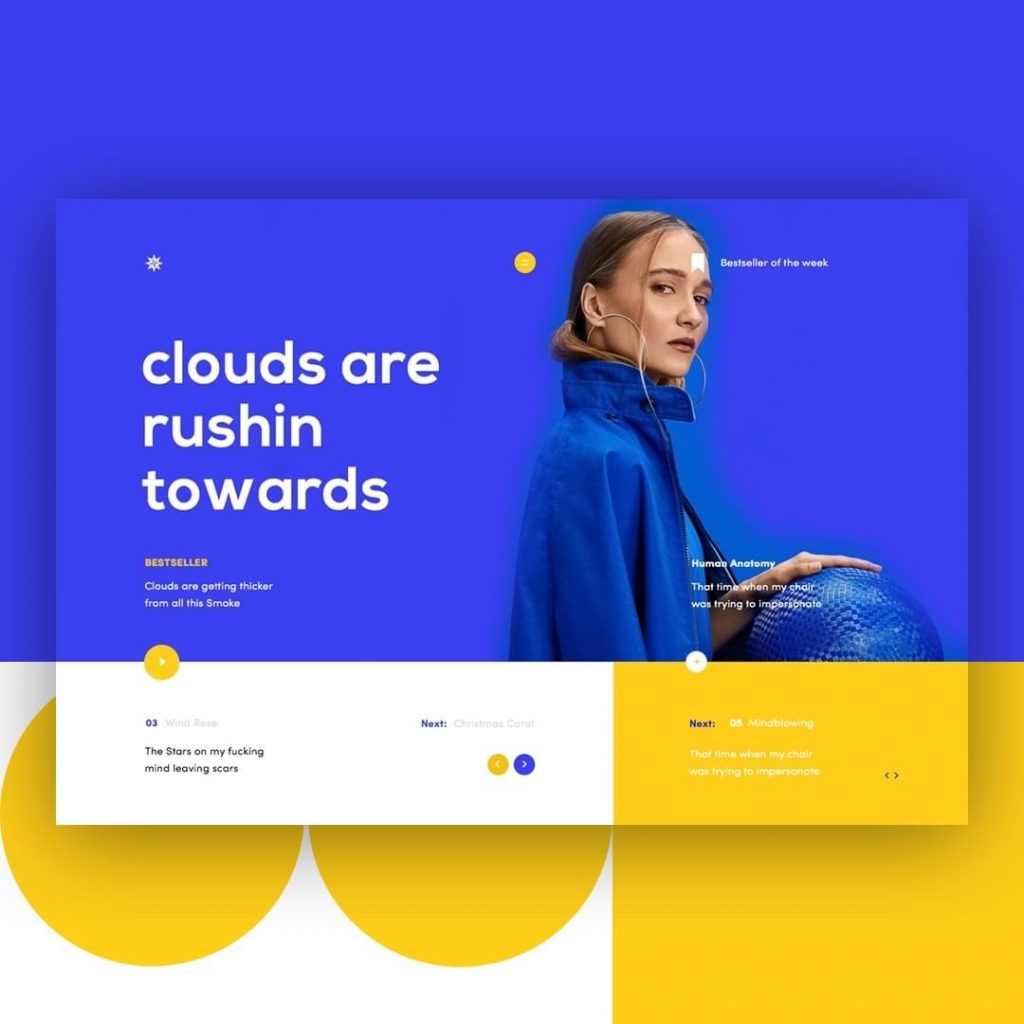 Bestseller of the week
clouds are
rushin
towards
BESTSELLER
Clouds are getting thicker
from all this Smoke
Human Anatomy
That time when my chair
was trying to impersonate
03 Wind Rose
The Stars on my fucking
mind leaving scars
Next: Christmas Carol
Next: 05 Mindblowing
That time when my chair
was trying to impersonate